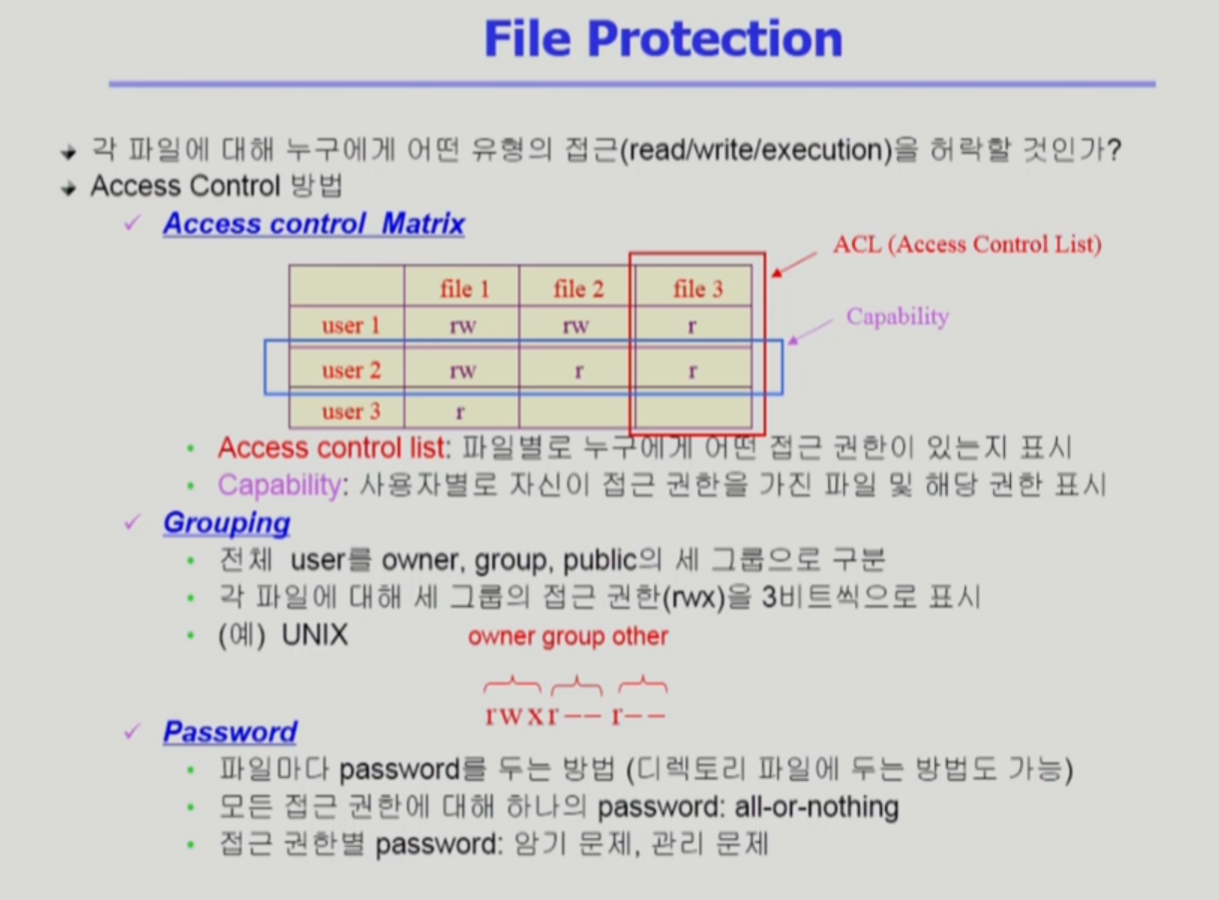 File Protection
각 파일에 대해 누구에게 어떤 유형의 접근(read/write/execution)을 허락할 것인가?
Access Control 방법
Access control Matrix
ACL (Access Control List)
file 1 file 2 file 3
Capability
user 1 rw rw r
user 2 rw r r
user 3 r
Access control list: 파일별로 누구에게 어떤 접근 권한이 있는지 표시
Capability: 사용자별로 자신이 접근 권한을 가진 파일 및 해당 권한 표시
Grouping
전체 user를 owner, group, public의 세 그룹으로 구분
각 파일에 대해 세 그룹의 접근 권한(rwx)을 3비트씩으로 표시
(예) UNIX owner group other
rwxr−− r−−
Password
파일마다 password를 두는 방법 (디렉토리 파일에 두는 방법도 가능)
모든 접근 권한에 대해 하나의 password: all-or-nothing
접근 권한별 password: 암기 문제, 관리 문제